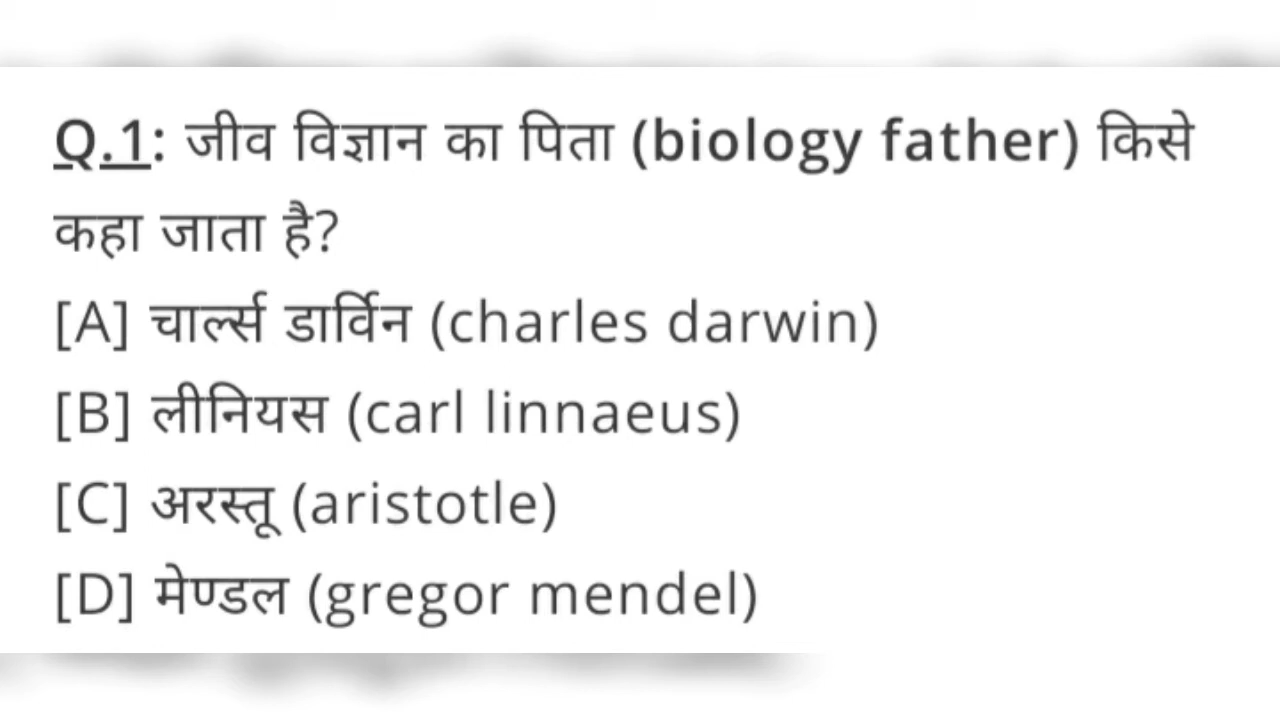 Q.1: जीव विज्ञान का पिता (biology father) किसे
कहा जाता है?
[A] चार्ल्स डार्विन (charles darwin)
[B] लीनियस (carl linnaeus)
[C] अरस्तू (aristotle)
[D] मेण्डल (gregor mendel)